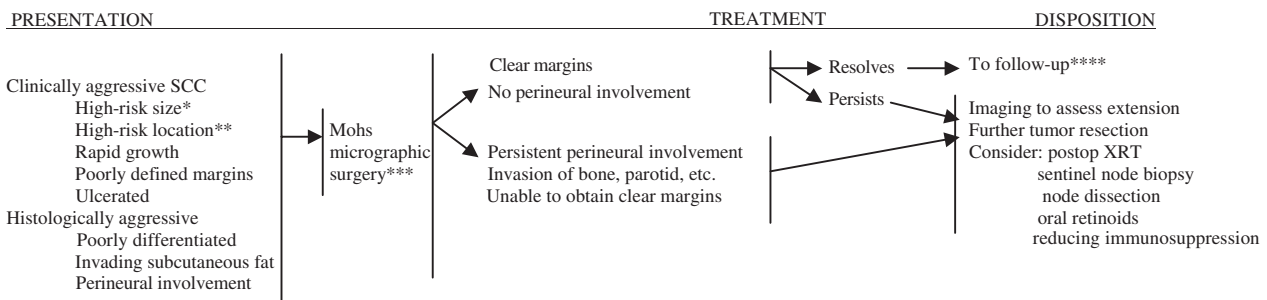 PRESENTATION TREATMENT DISPOSITION
Clinically aggressive SCC
High-risk size*
High-risk location**
Rapid growth
Poorly defined margins
Ulcerated
Histologically aggressive
Poorly differentiated
Invading subcutaneous fat
Perineural involvement
Mohs
micrographic
surgery***
Clear margins
No perineural involvement
Persistent perineural involvement
Invasion of bone, parotid, etc.
Unable to obtain clear margins
Resolves
Persists
To follow-up****
Imaging to assess extension
Further tumor resection
Consider: postop XRT
sentinel node biopsy
node dissection
oral retinoids
reducing immunosuppression